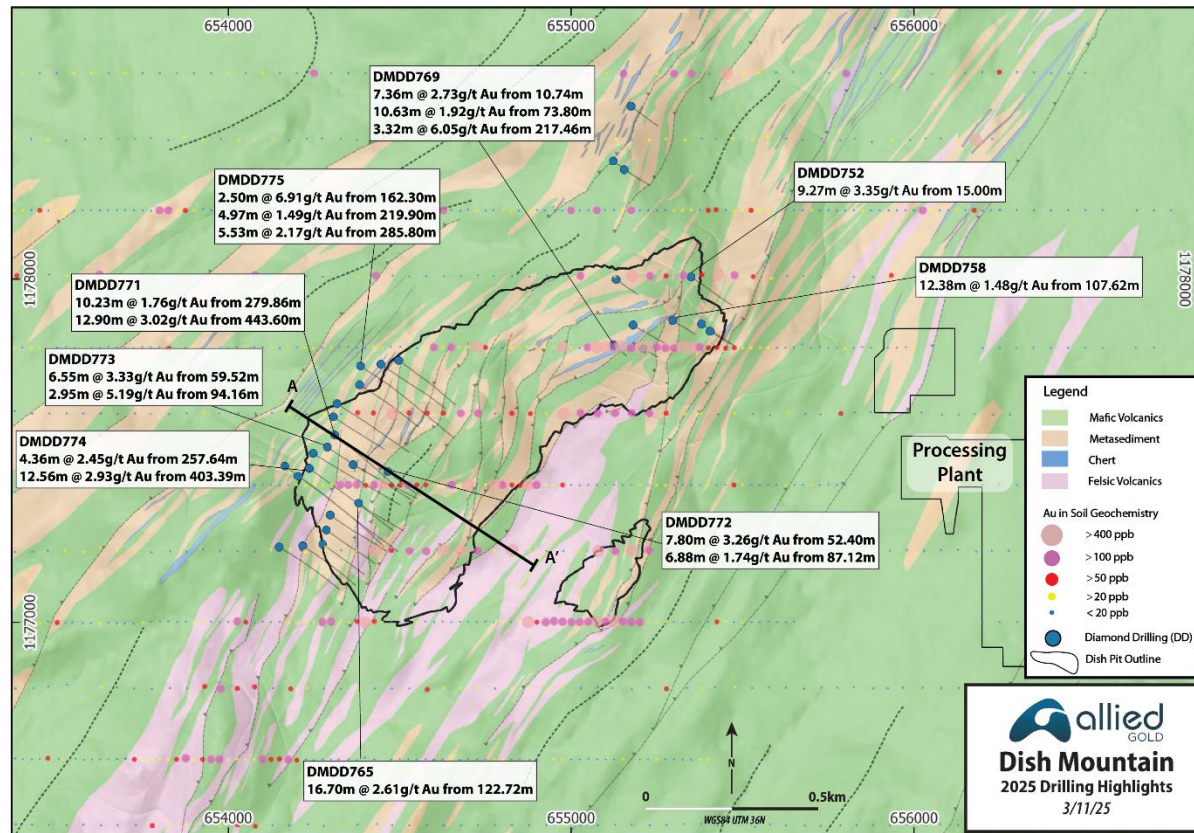 654000
655000
656000
DMDD769
7.36m @ 2.73g/t Au from 10.74m
10.63m @ 1.92g/t Au from 73.80m
3.32m @ 6.05g/t Au from 217.46m
DMDD775
2.50m @ 6.91g/t Au from 162.30m
4.97m @ 1.49g/t Au from 219.90m
5.53m @ 2.17g/t Au from 285.80m
DMDD752
9.27m @ 3.35g/t Au from 15.00m
1178000
1178000
DMDD758
12.38m @ 1.48g/t Au from 107.62m
DMDD771
10.23m @ 1.76g/t Au from 279.86m
12.90m @ 3.02g/t Au from 443.60m
DMDD773
6.55m @ 3.33g/t Au from 59.52m
2.95m @ 5.19g/t Au from 94.16m
A
DMDD774
4.36m @ 2.45g/t Au from 257.64m
12.56m @ 2.93g/t Au from 403.39m
Processing
Plant
DMDD772
7.80m @ 3.26g/t Au from 52.40m
6.88m @ 1.74g/t Au from 87.12m
A'
1177000
Legend
Mafic Volcanics
Metasediment
Chert
Felsic Volcanics
Au in Soil Geochemistry
>400 ppb
>100 ppb
>50 ppb
>20 ppb
<20 ppb
Diamond Drilling (DD)
Dish Pit Outline
DMDD765
16.70m @ 2.61g/t Au from 122.72m
N
0
0.5km
WGS84 UTM 36N
allied
GOLD
Dish Mountain
2025 Drilling Highlights
3/11/25
654000
655000
656000